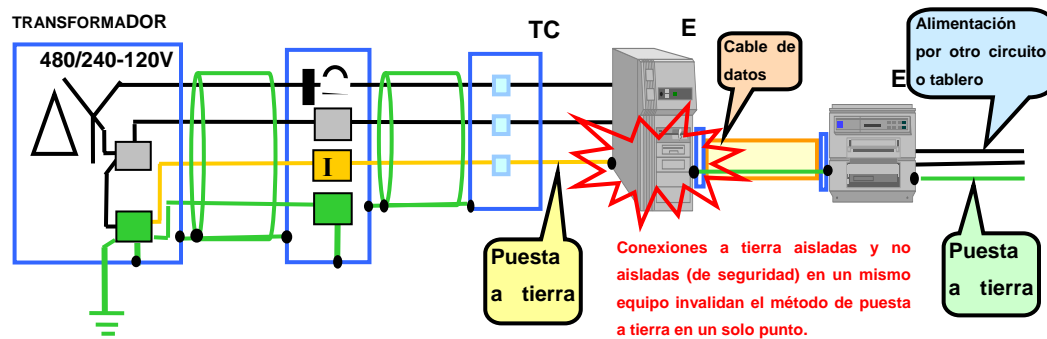 TRANSFORMADOR
480/240-120V
I
TC
E
Cable de
datos
E
Alimentación
por otro circuito
o tablero
Puesta
a tierra
Conexiones a tierra aisladas y no
aisladas (de seguridad) en un mismo
equipo invalidan el método de puesta
a tierra en un solo punto.
Puesta
a tierra